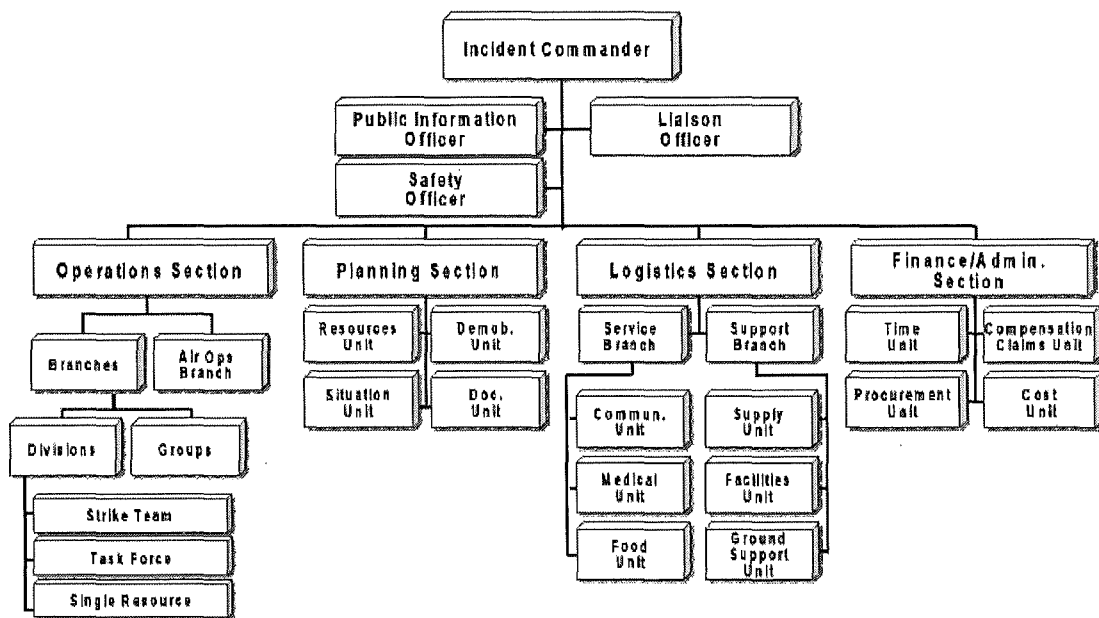 Incident Commander
Public Information
Officer
Liaison
Officer
Safety
Officer
Operations Section
Planning Section
Logistics Section
Finance/Admin.
Section
Branches
Air Ops
Branch
Divisions
Groups
Strike Team
Task Force
Single Resource
Resources
Unit
Demob.
Unit
Situation
Unit
Doc.
Unit
Service
Branch
Support
Branch
Commun.
Unit
Supply
Unit
Medical
Unit
Facilities
Unit
Food
Unit
Ground
Support
Unit
Time
Unit
Compensation
Claims Unit
Procurement
Unit
Cost
Unit